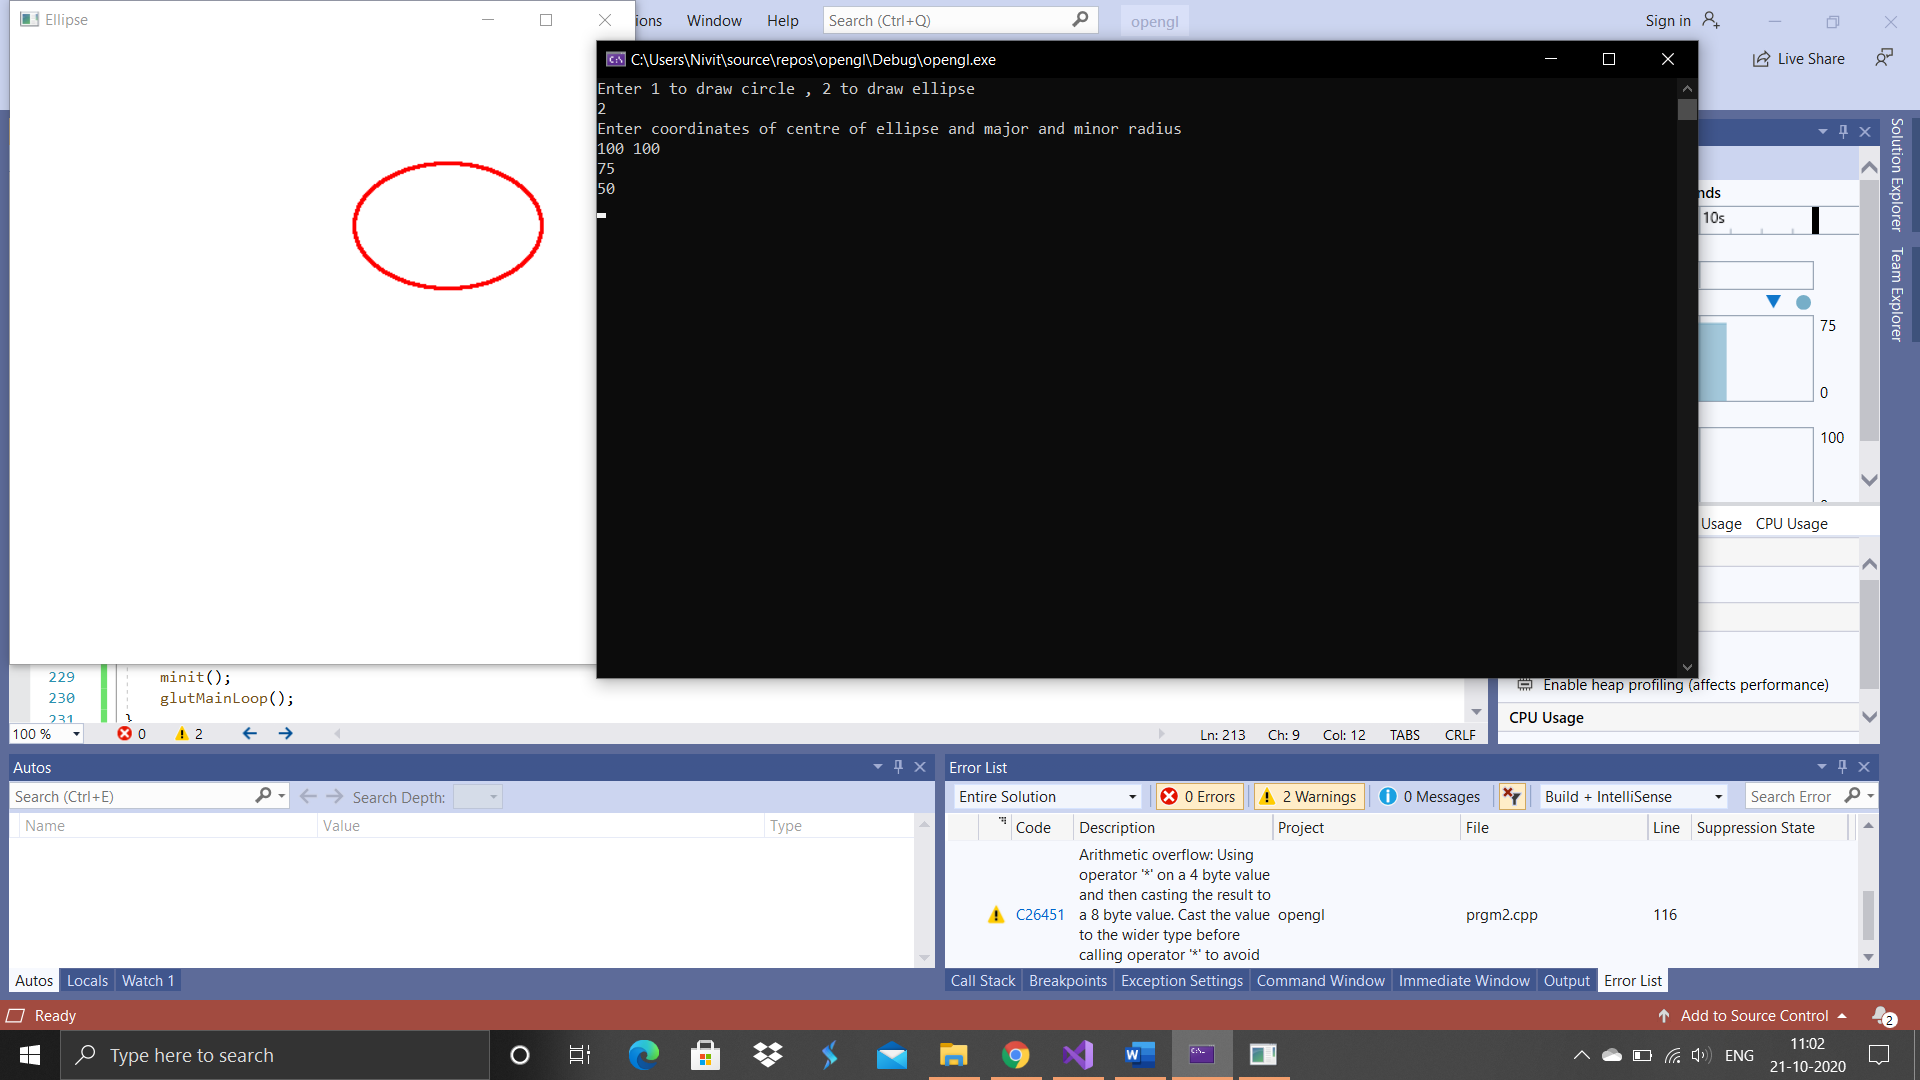 Ellipse
ions Window Help Search (Ctrl+Q) opengl Sign in
Live Share
C:\Users\Nivit\source\repos\opengl\Debug\opengl.exe
Enter 1 to draw circle , 2 to draw ellipse
2
Enter coordinates of centre of ellipse and major and minor radius
100 100
75
50
nds
10s
75
0
100
Usage CPU Usage
Enable heap profiling (affects performance)
CPU Usage
Solution Explorer
Team Explorer
229 minit();
230 glutMainLoop();
231 }
100 % 0 2 Ln: 213 Ch: 9 Col: 12 TABS CRLF
Autos
Search (Ctrl+E) Search Depth:
Name Value Type
Autos Locals Watch 1
Error List
Entire Solution 0 Errors 2 Warnings 0 Messages Build + IntelliSense Search Error
Code Description Project File Line Suppression State
Arithmetic overflow: Using
operator '*' on a 4 byte value
and then casting the result to
C26451 a 8 byte value. Cast the value opengl prgm2.cpp 116
to the wider type before
calling operator '*' to avoid
Call Stack Breakpoints Exception Settings Command Window Immediate Window Output Error List
Ready Add to Source Control 2
Type here to search ENG 11:02
21-10-2020